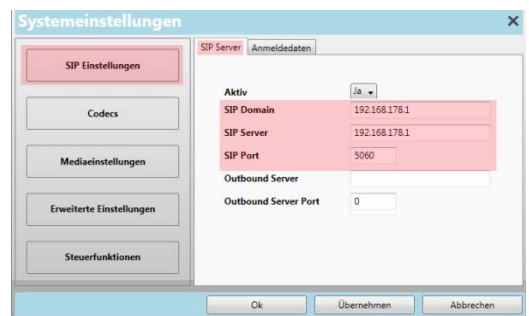 Systemeinstellungen
SIP Einstellungen
Codecs
Mediaeinstellungen
Erweiterte Einstellungen
Steuerfunktionen
SIP Server
Anmeldedaten
Aktiv Ja
SIP Domain 192.168.178.1
SIP Server 192.168.178.1
SIP Port 5060
Outbound Server
Outbound Server Port 0
Ok Übernehmen Abbrechen